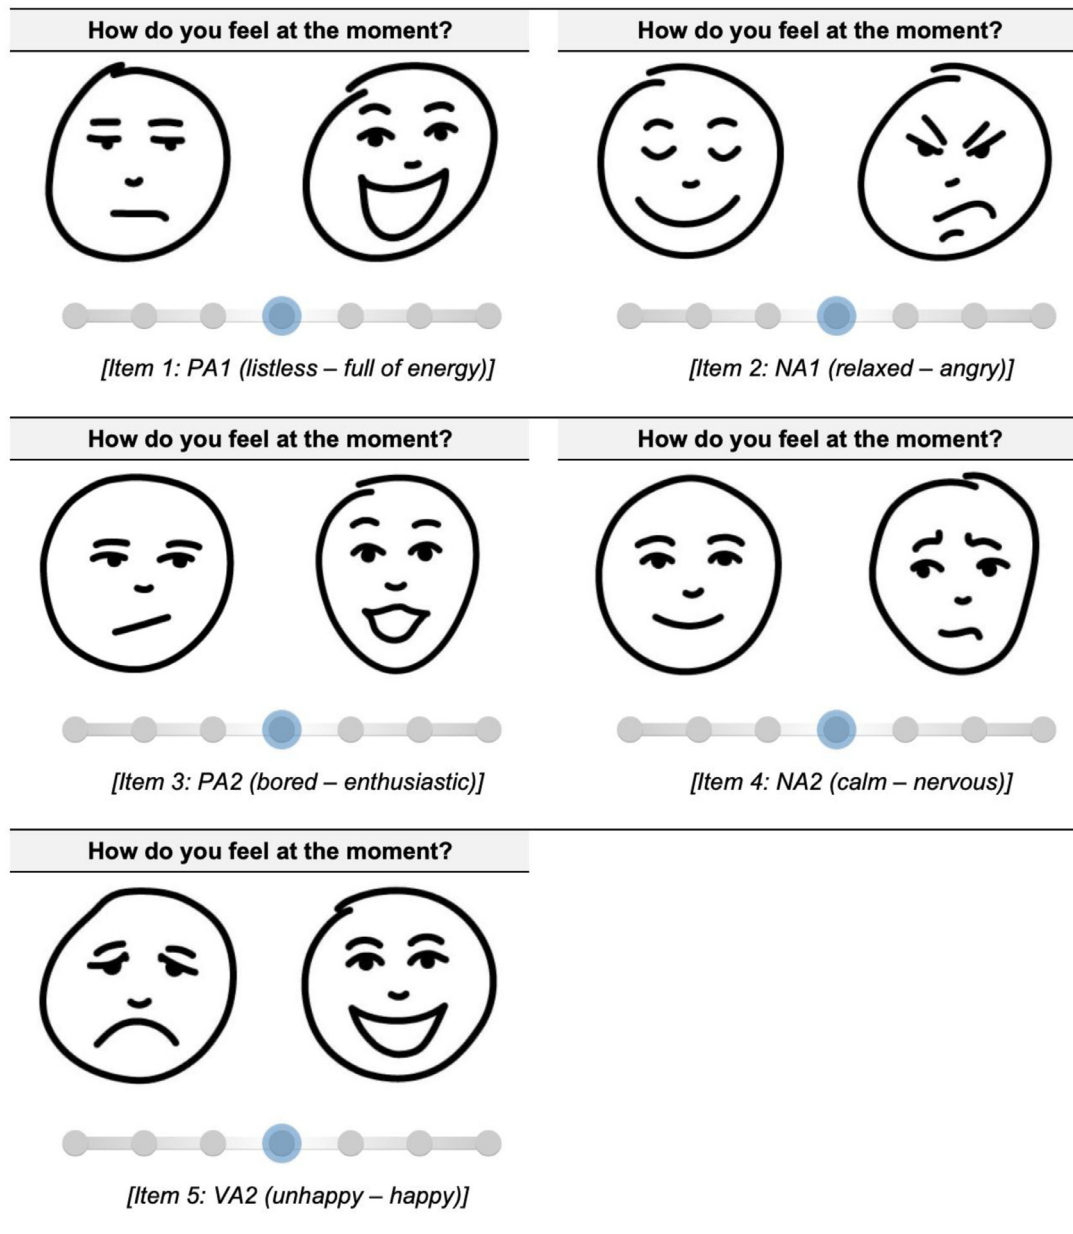 How do you feel at the moment?
How do you feel at the moment?
[Item 1: PA1 (listless – full of energy)]
[Item 2: NA1 (relaxed – angry)]
How do you feel at the moment?
How do you feel at the moment?
[Item 3: PA2 (bored – enthusiastic)]
[Item 4: NA2 (calm – nervous)]
How do you feel at the moment?
[Item 5: VA2 (unhappy – happy)]